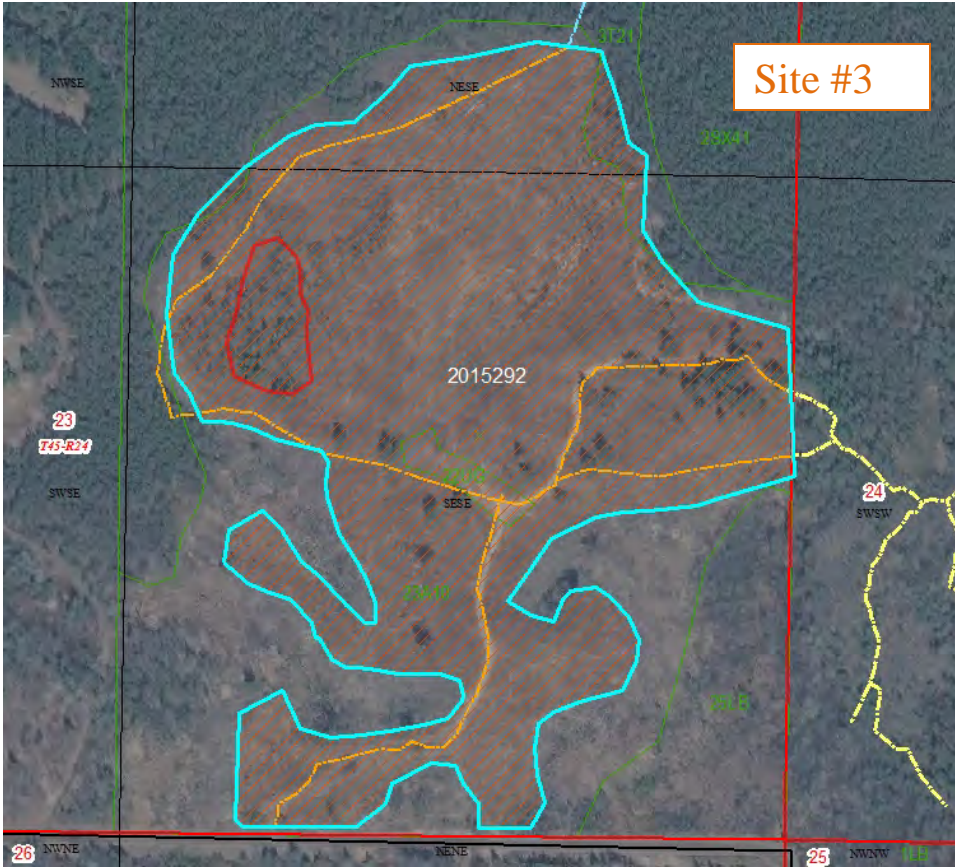 3T21
Site #3
NWSE
NESE
28X41
2015292
23
T45-R24
SWSE
SESE
24
SWSW
26
NWNE
NENE
25
NWNW